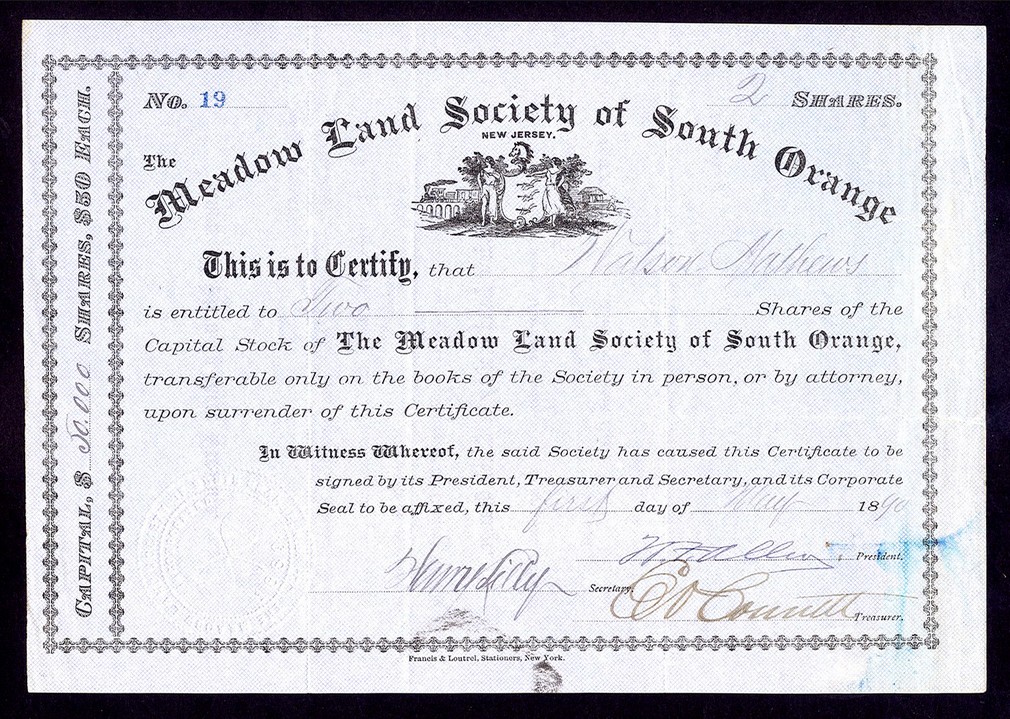 No. 19
2 SHARES.
The
Meadow Land Society of South Orange
NEW JERSEY.
This is to Certify, that Watson Mathews
is entitled to Two Shares of the
Capital Stock of The Meadow Land Society of South Orange,
transferable only on the books of the Society in person, or by attorney,
upon surrender of this Certificate.
In Witness Whereof, the said Society has caused this Certificate to be
signed by its President, Treasurer and Secretary, and its Corporate
Seal to be affixed, this first day of May 1890
President.
Secretary.
Treasurer.
Francis & Loutrel, Stationers, New York.
CAPITAL, $ 50.000 SHARES, $50 EACH.